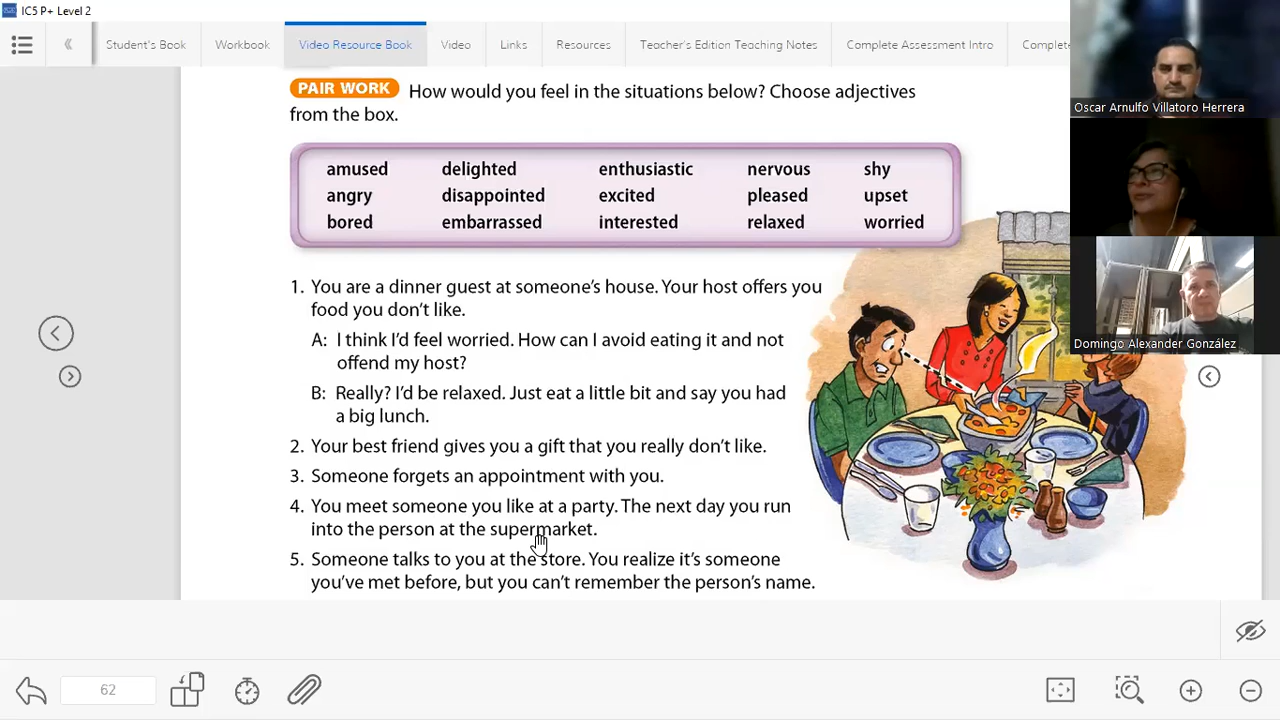 IC5 P+ Level 2
Student's Book
Workbook
Video Resource Book
Video
Links
Resources
Teacher's Edition Teaching Notes
Complete Assessment Intro
Complete
PAIR WORK How would you feel in the situations below? Choose adjectives
from the box.
amused delighted enthusiastic nervous shy
angry disappointed excited pleased upset
bored embarrassed interested relaxed worried
1. You are a dinner guest at someone's house. Your host offers you
food you don't like.
A: I think I'd feel worried. How can I avoid eating it and not
offend my host?
B: Really? I'd be relaxed. Just eat a little bit and say you had
a big lunch.
2. Your best friend gives you a gift that you really don't like.
3. Someone forgets an appointment with you.
4. You meet someone you like at a party. The next day you run
into the person at the supermarket.
5. Someone talks to you at the store. You realize it's someone
you've met before, but you can't remember the person's name.
Oscar Arnulfo Villatoro Herrera
Domingo Alexander González
62